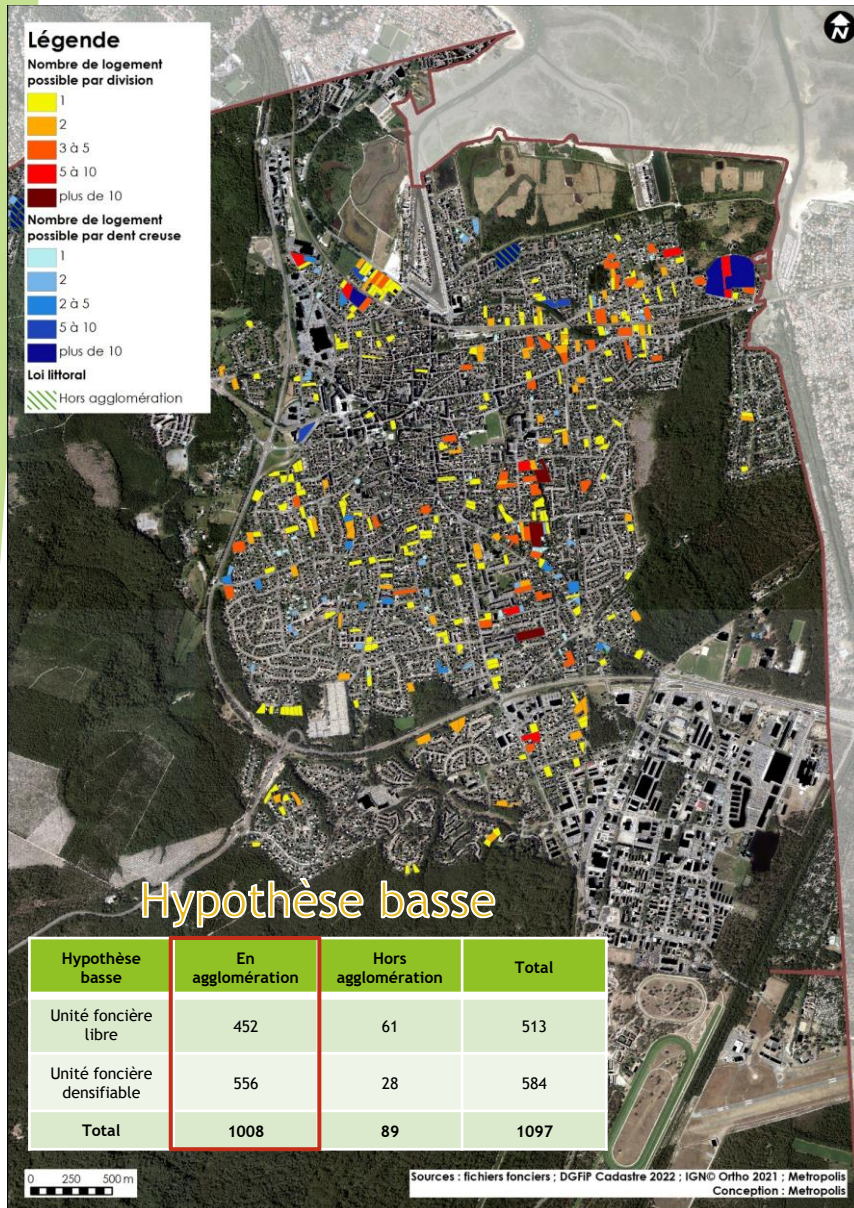 N
Légende
Nombre de logement
possible par division
1
2
3 à 5
5 à 10
plus de 10
Nombre de logement
possible par dent creuse
1
2
2 à 5
5 à 10
plus de 10
Loi littoral
Hors agglomération
Hypothèse basse
Hypothèse basse | En agglomération | Hors agglomération | Total
Unité foncière libre | 452 | 61 | 513
Unité foncière densifiable | 556 | 28 | 584
Total | 1008 | 89 | 1097
0 250 500 m
Sources : fichiers fonciers ; DGFiP Cadastre 2022 ; IGN© Ortho 2021 ; Metropolis
Conception : Metropolis